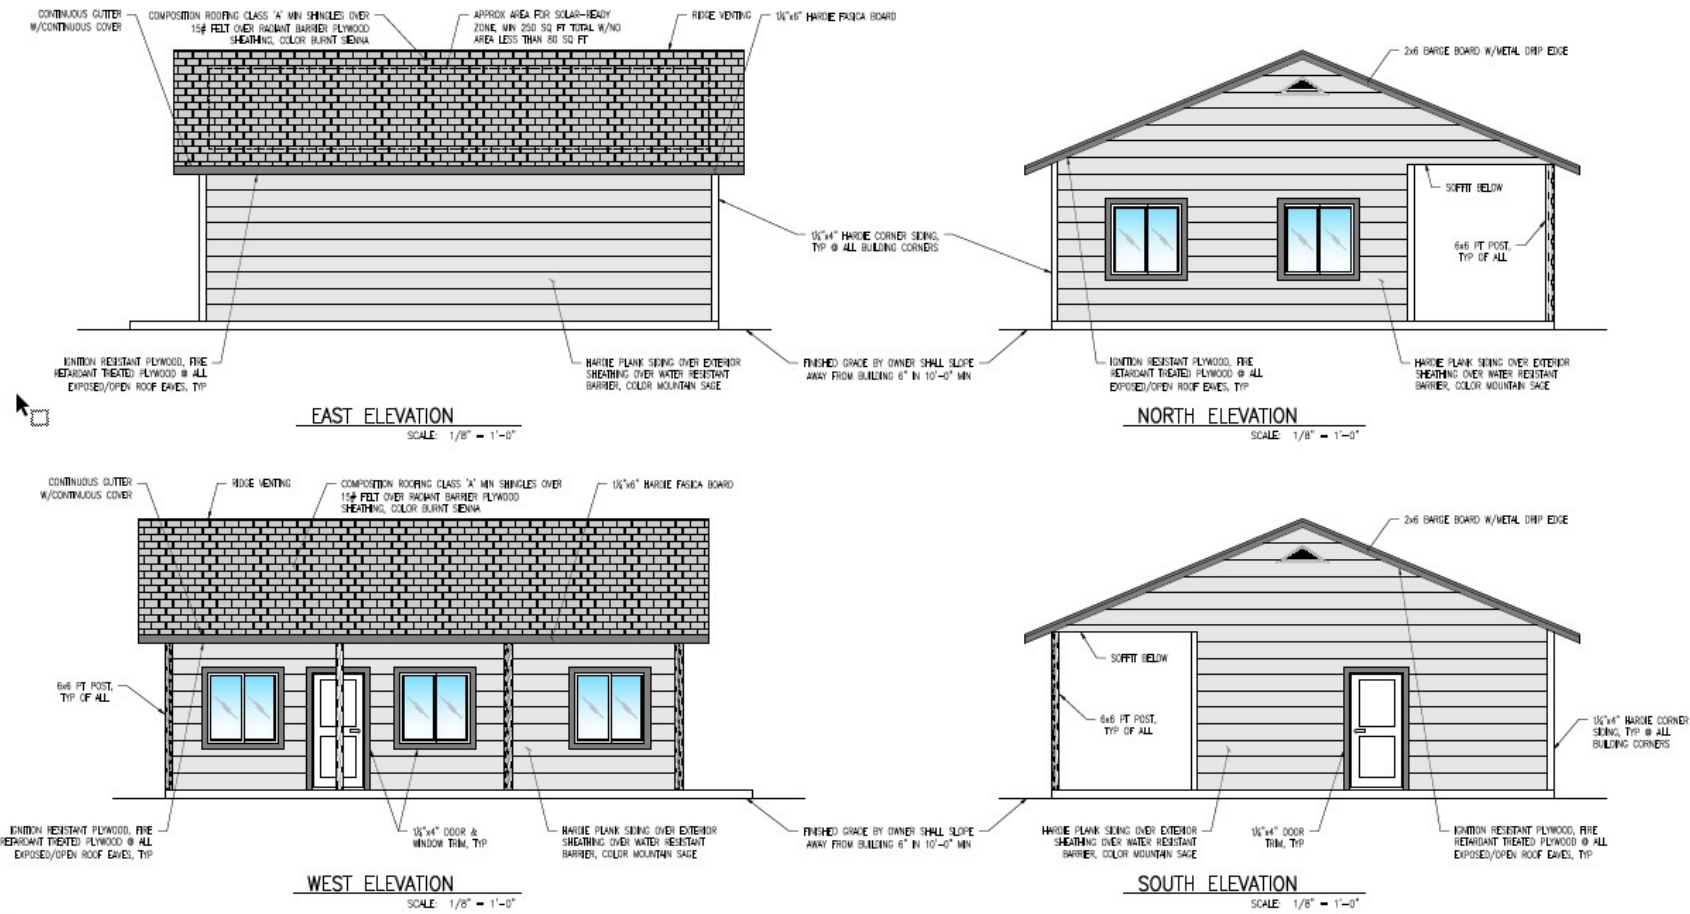 CONTINUOUS GUTTER
W/CONTINUOUS COVER
COMPOSITION ROOFING CLASS 'A' MIN SHINGLES OVER
15# FELT OVER RADIANT BARRIER PLYWOOD
SHEATHING, COLOR BURNT SIENNA
APPROX AREA FOR SOLAR-READY
ZONE, MIN 250 SQ FT TOTAL W/NO
AREA LESS THAN 80 SQ FT
RIDGE VENTING
1¼"x6" HARDIE FASICA BOARD
2x6 BARGE BOARD W/METAL DRIP EDGE
SOFFIT BELOW
6x6 PT POST,
TYP OF ALL
1¼"x4" HARDIE CORNER SIDING,
TYP @ ALL BUILDING CORNERS
IGNITION RESISTANT PLYWOOD, FIRE
RETARDANT TREATED PLYWOOD @ ALL
EXPOSED/OPEN ROOF EAVES, TYP
HARDIE PLANK SIDING OVER EXTERIOR
SHEATHING OVER WATER RESISTANT
BARRIER, COLOR MOUNTAIN SAGE
FINISHED GRADE BY OWNER SHALL SLOPE
AWAY FROM BUILDING 6" IN 10'-0" MIN
IGNITION RESISTANT PLYWOOD, FIRE
RETARDANT TREATED PLYWOOD @ ALL
EXPOSED/OPEN ROOF EAVES, TYP
HARDIE PLANK SIDING OVER EXTERIOR
SHEATHING OVER WATER RESISTANT
BARRIER, COLOR MOUNTAIN SAGE
EAST ELEVATION
SCALE: 1/8" = 1'-0"
NORTH ELEVATION
SCALE: 1/8" = 1'-0"
CONTINUOUS GUTTER
W/CONTINUOUS COVER
RIDGE VENTING
COMPOSITION ROOFING CLASS 'A' MIN SHINGLES OVER
15# FELT OVER RADIANT BARRIER PLYWOOD
SHEATHING, COLOR BURNT SIENNA
1¼"x6" HARDIE FASICA BOARD
2x6 BARGE BOARD W/METAL DRIP EDGE
6x6 PT POST,
TYP OF ALL
SOFFIT BELOW
6x6 PT POST,
TYP OF ALL
1¼"x4" HARDIE CORNER
SIDING, TYP @ ALL
BUILDING CORNERS
IGNITION RESISTANT PLYWOOD, FIRE
RETARDANT TREATED PLYWOOD @ ALL
EXPOSED/OPEN ROOF EAVES, TYP
1¼"x4" DOOR &
WINDOW TRIM, TYP
HARDIE PLANK SIDING OVER EXTERIOR
SHEATHING OVER WATER RESISTANT
BARRIER, COLOR MOUNTAIN SAGE
FINISHED GRADE BY OWNER SHALL SLOPE
AWAY FROM BUILDING 6" IN 10'-0" MIN
HARDIE PLANK SIDING OVER EXTERIOR
SHEATHING OVER WATER RESISTANT
BARRIER, COLOR MOUNTAIN SAGE
1¼"x4" DOOR
TRIM, TYP
IGNITION RESISTANT PLYWOOD, FIRE
RETARDANT TREATED PLYWOOD @ ALL
EXPOSED/OPEN ROOF EAVES, TYP
WEST ELEVATION
SCALE: 1/8" = 1'-0"
SOUTH ELEVATION
SCALE: 1/8" = 1'-0"